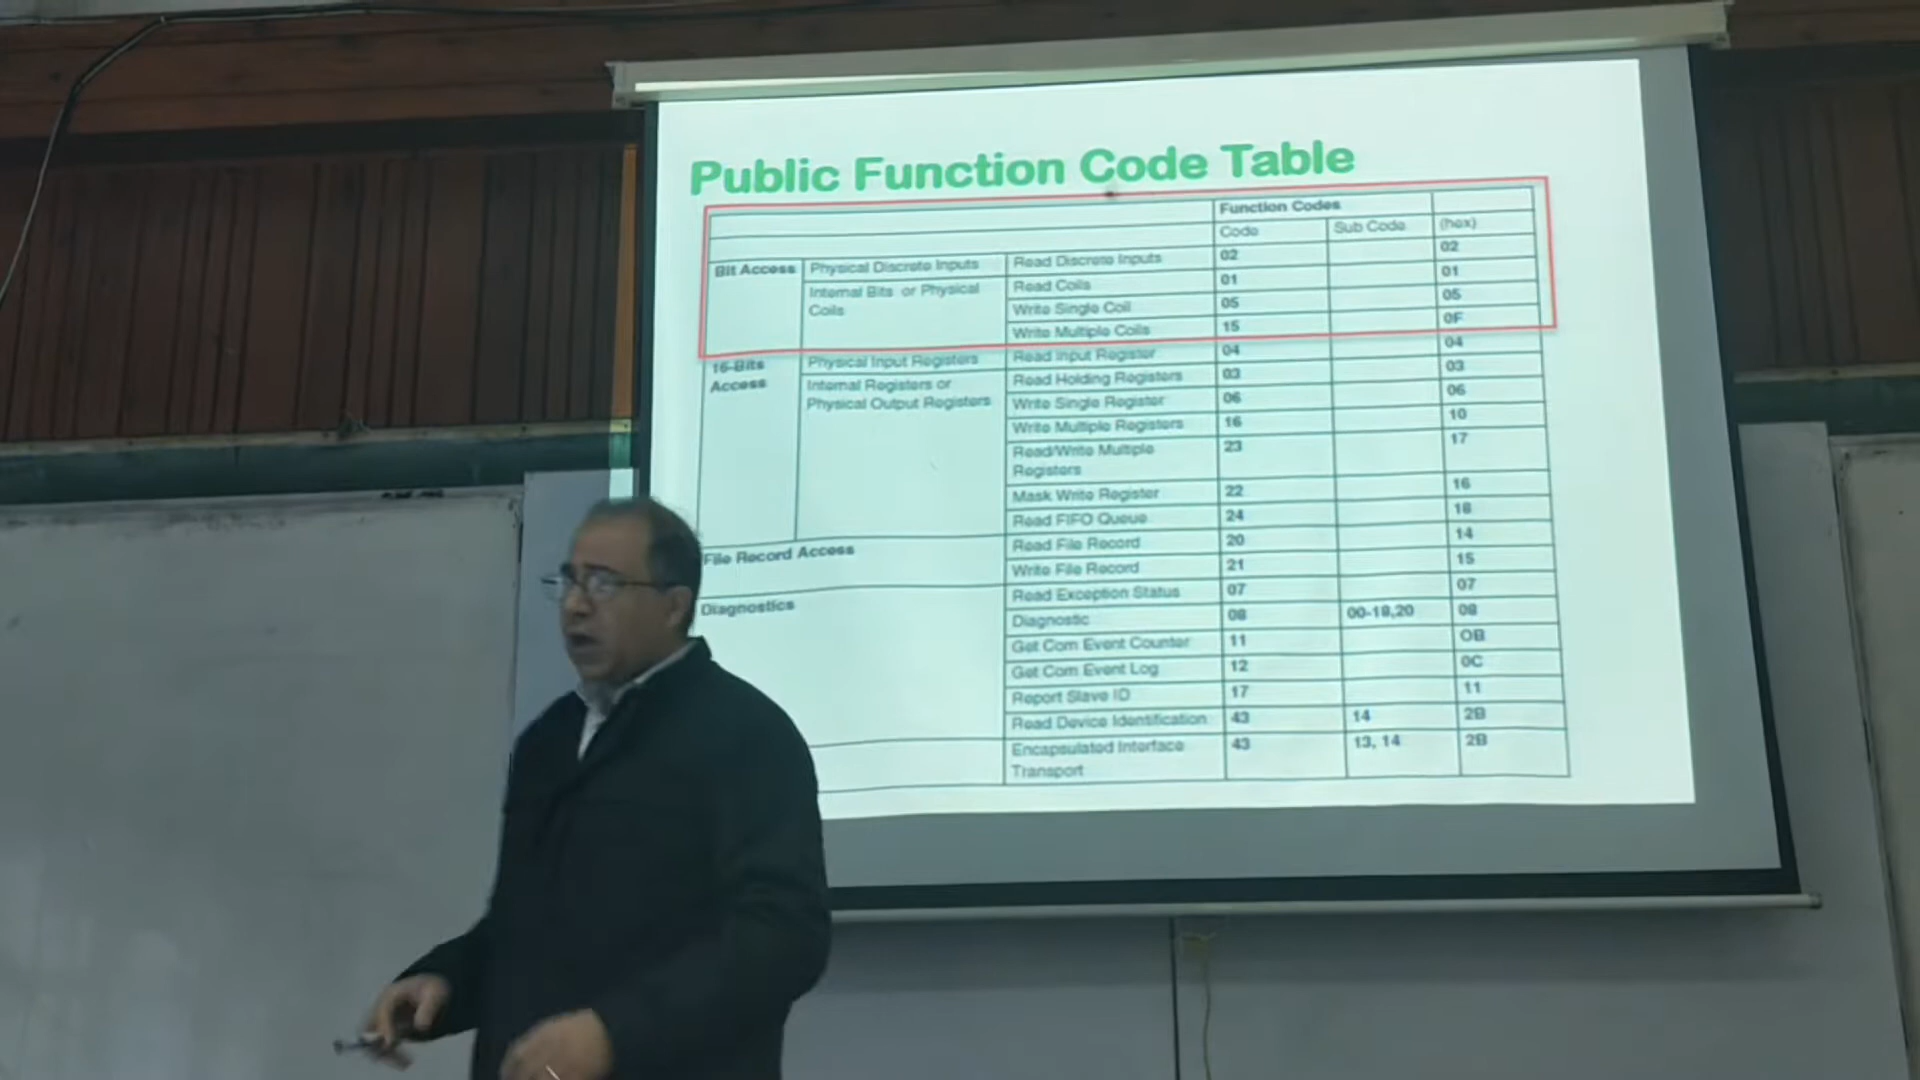 Public Function Code Table
Function Codes
Code Sub Code (hex)
Bit Access Physical Discrete Inputs Read Discrete Inputs 02 02
Internal Bits or Physical Coils Read Coils 01 01
Write Single Coil 05 05
Write Multiple Coils 15 0F
16-Bits Access Physical Input Registers Read Input Register 04 04
Internal Registers or Physical Output Registers Read Holding Registers 03 03
Write Single Register 06 06
Write Multiple Registers 16 10
Read/Write Multiple Registers 23 17
Mask Write Register 22 16
Read FIFO Queue 24 18
File Record Access Read File Record 20 14
Write File Record 21 15
Diagnostics Read Exception Status 07 07
Diagnostic 08 00-18,20 08
Get Com Event Counter 11 OB
Get Com Event Log 12 0C
Report Slave ID 17 11
Read Device Identification 43 14 2B
Encapsulated Interface Transport 43 13, 14 2B